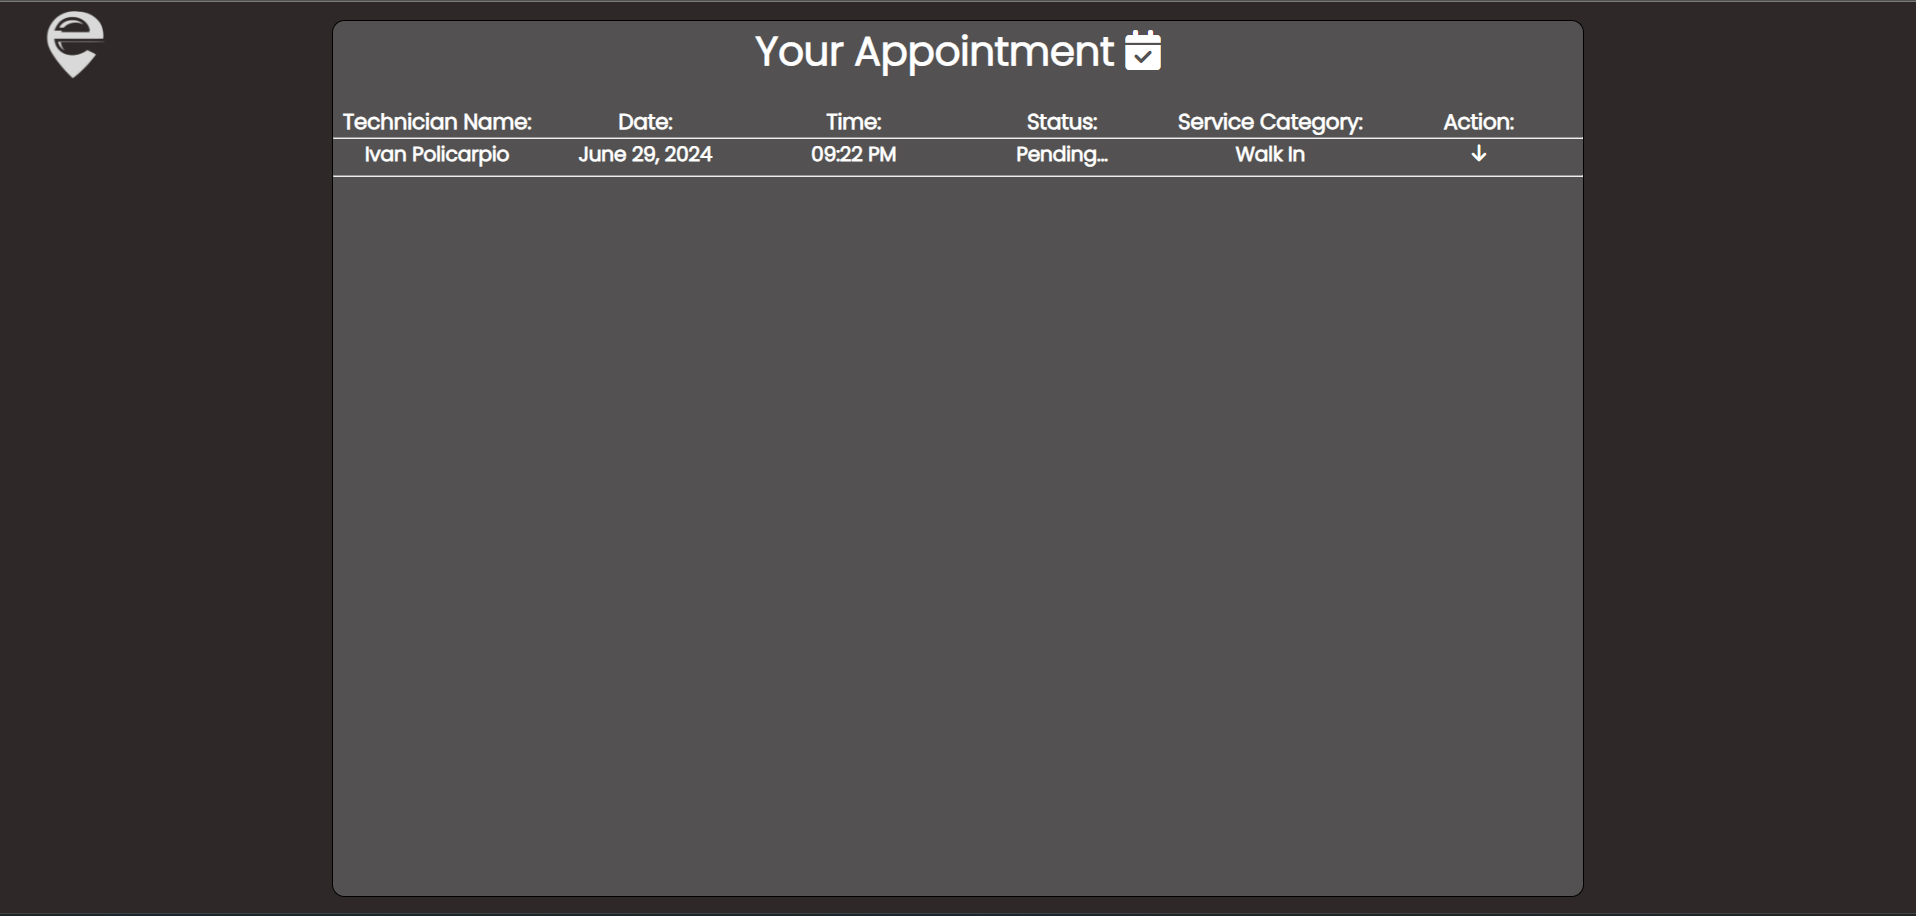 Your Appointment
Technician Name: Date: Time: Status: Service Category: Action:
Ivan Policarpio June 29, 2024 09:22 PM Pending... Walk In